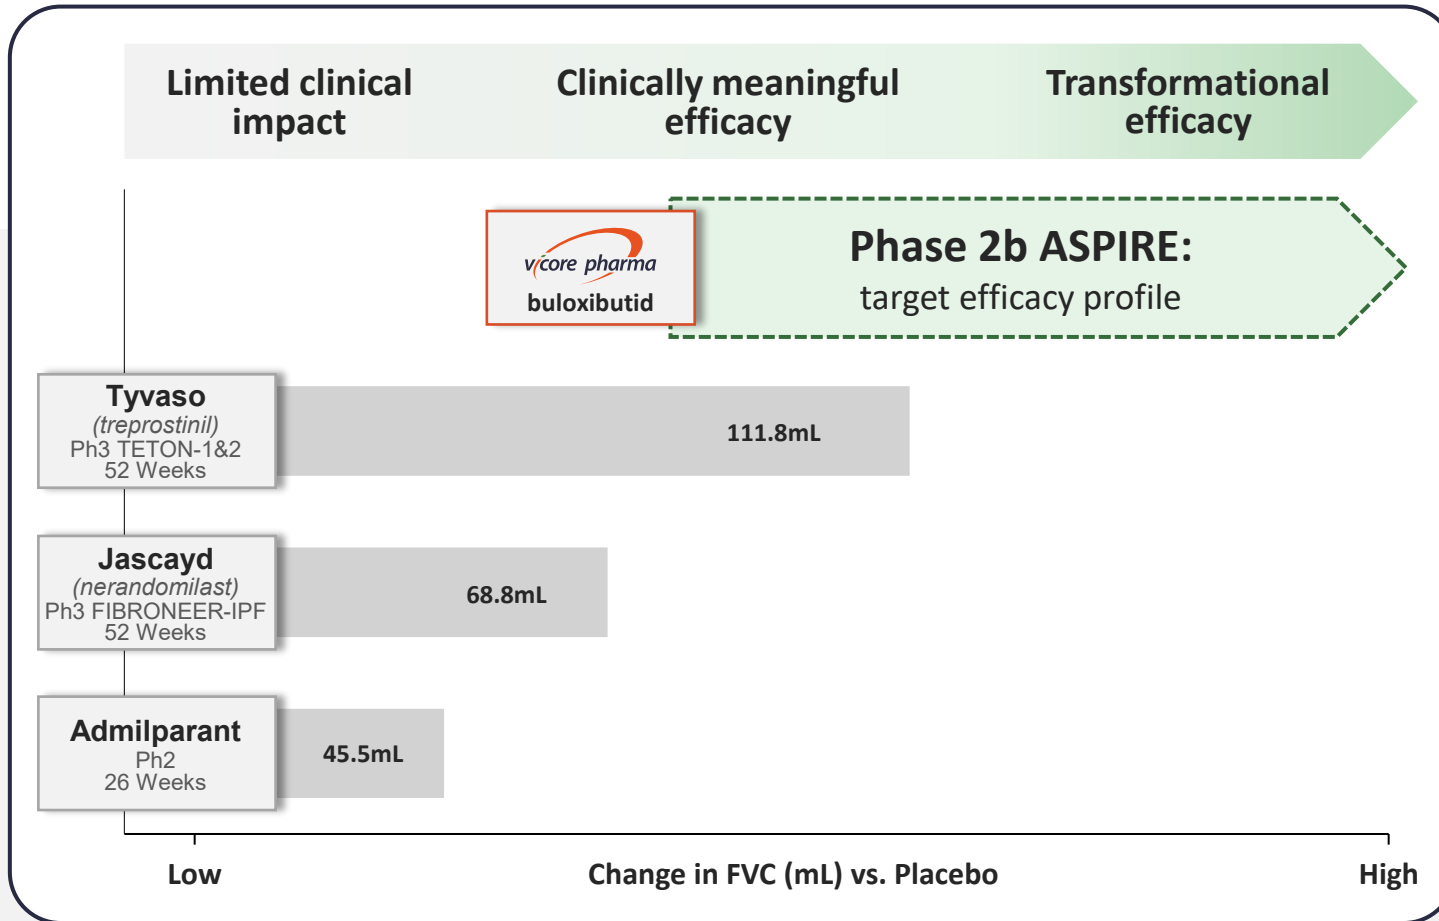 Limited clinical
impact
Clinically meaningful
efficacy
Transformational
efficacy
vicore pharma
buloxibutid
Phase 2b ASPIRE:
target efficacy profile
Tyvaso
(treprostinil)
Ph3 TETON-1&2
52 Weeks
111.8mL
Jascayd
(nerandomilast)
Ph3 FIBRONEER-IPF
52 Weeks
68.8mL
Admilparant
Ph2
26 Weeks
45.5mL
Low
Change in FVC (mL) vs. Placebo
High